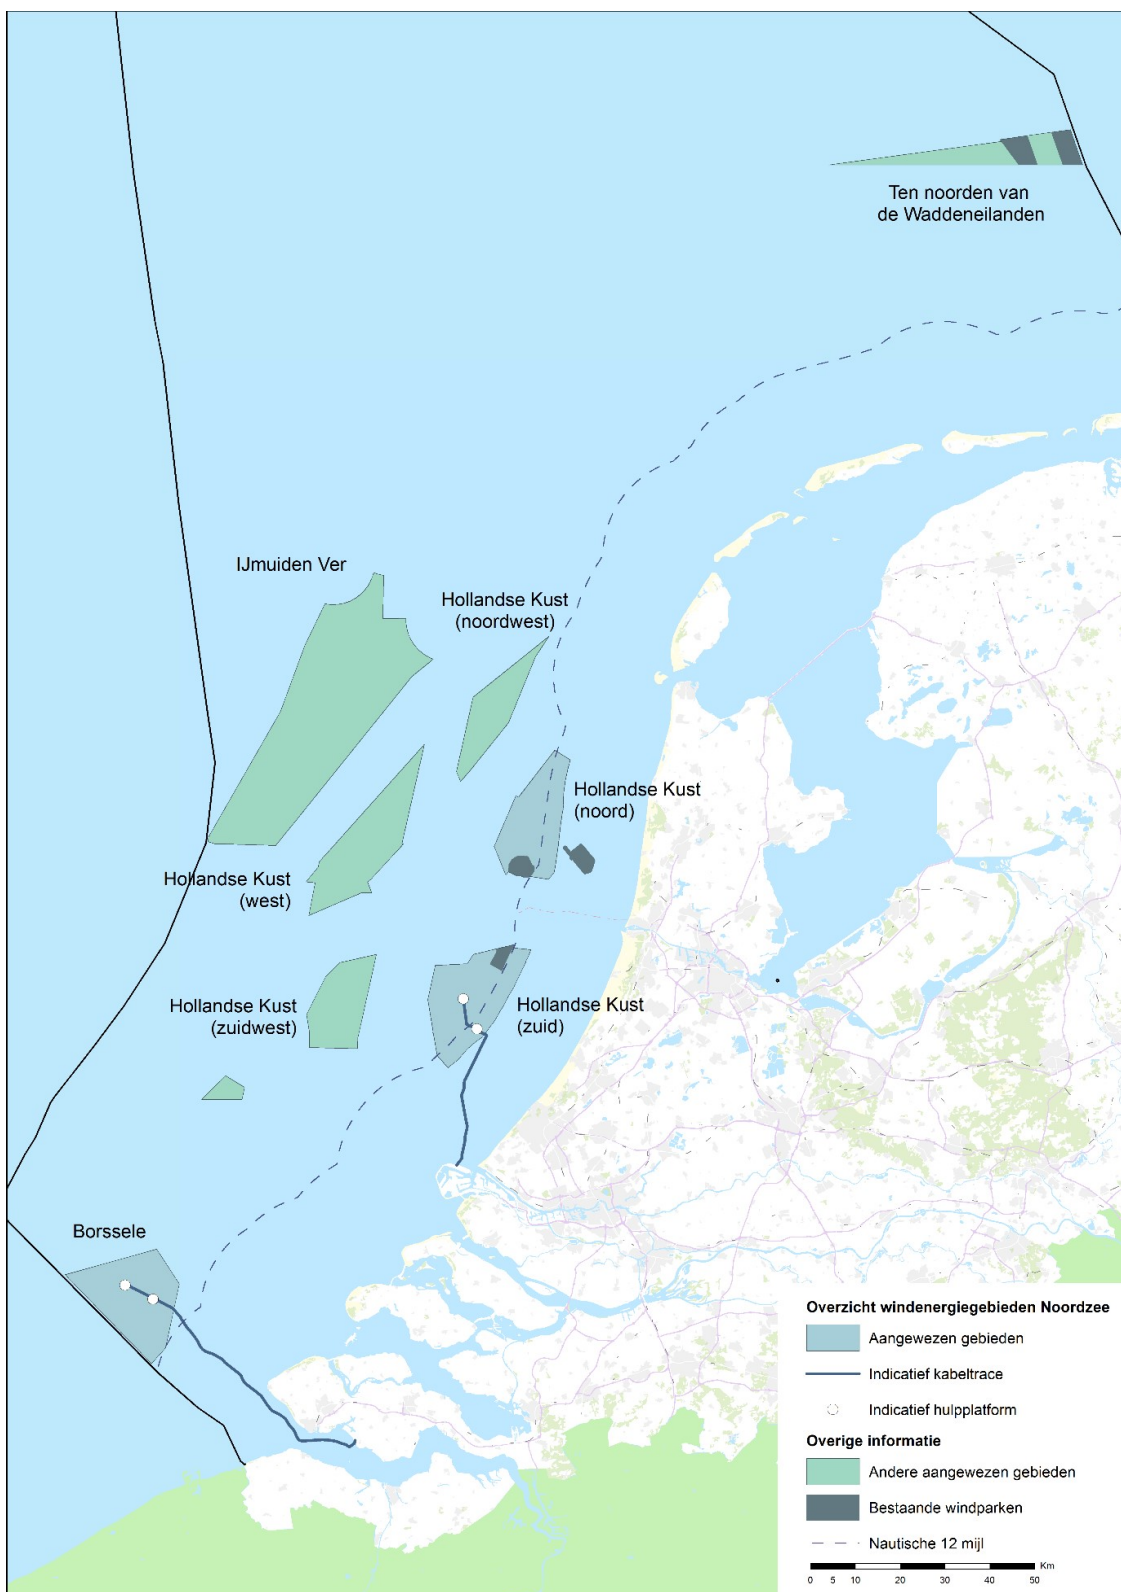 Ten noorden van
de Waddeneilanden
IJmuiden Ver
Hollandse Kust
(noordwest)
Hollandse Kust
(noord)
Hollandse Kust
(west)
Hollandse Kust
(zuidwest)
Hollandse Kust
(zuid)
Borssele
Overzicht windenergiegebieden Noordzee
Aangewezen gebieden
Indicatief kabeltrace
Indicatief hulpplatform
Overige informatie
Andere aangewezen gebieden
Bestaande windparken
Nautische 12 mijl
Km
0 5 10 20 30 40 50